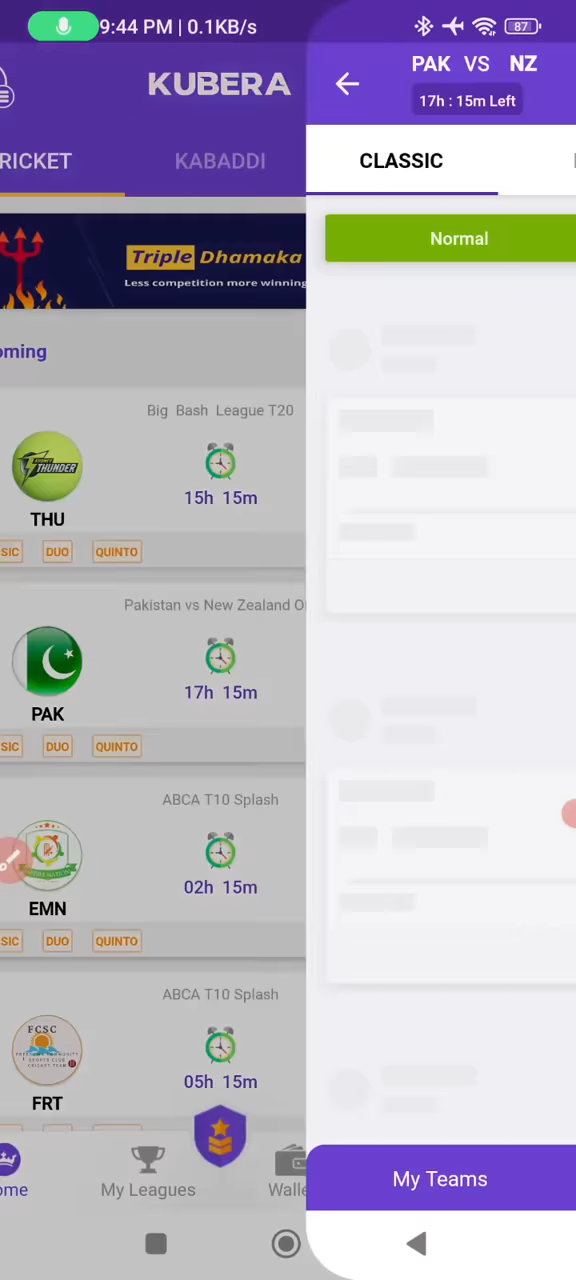 9:44 PM | 0.1KB/s
87
KUBERA
PAK VS NZ
17h : 15m Left
RICKET
KABADDI
CLASSIC
Triple Dhamaka
Less competition more winning
Normal
oming
Big Bash League T20
THUNDER
15h 15m
THU
SIC
DUO
QUINTO
Pakistan vs New Zealand O
17h 15m
PAK
SIC
DUO
QUINTO
ABCA T10 Splash
02h 15m
EMN
SIC
DUO
QUINTO
ABCA T10 Splash
FCSC
05h 15m
FRT
ome
My Leagues
Walle
My Teams